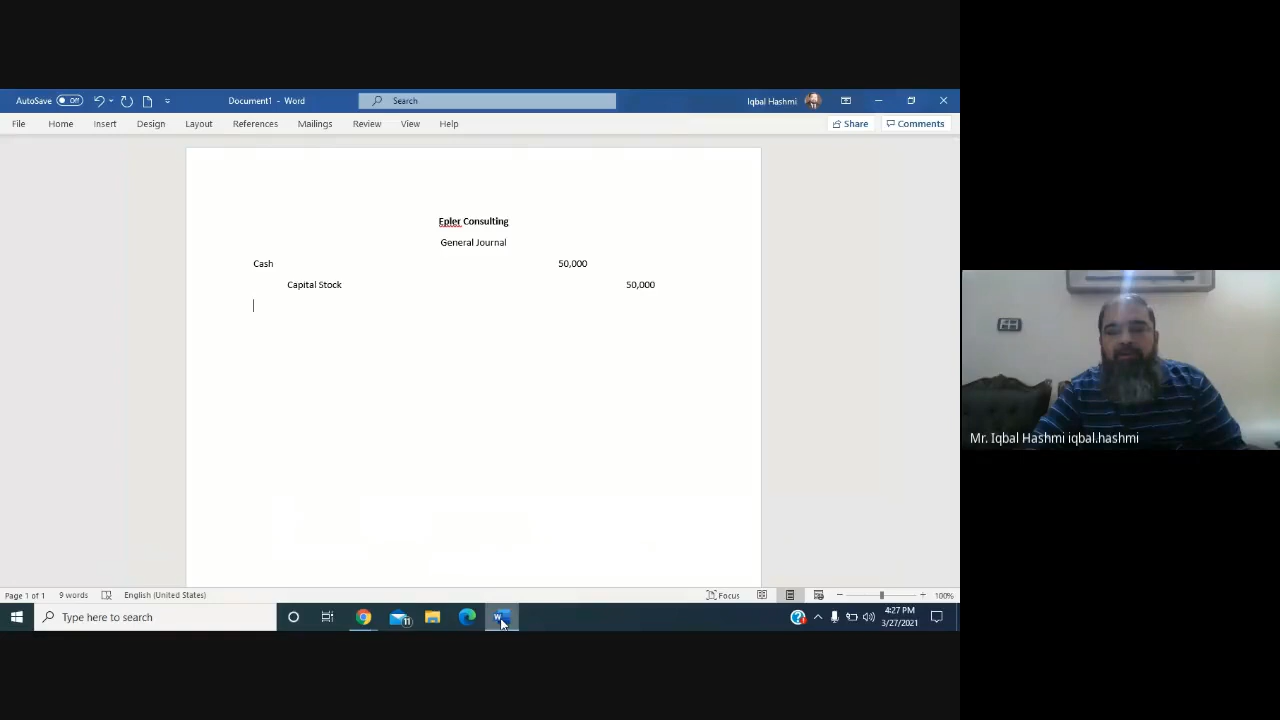 AutoSave Off Document1 - Word Search Iqbal Hashmi
File Home Insert Design Layout References Mailings Review View Help Share Comments
Epler Consulting
General Journal
Cash 50,000
Capital Stock 50,000
Mr. Iqbal Hashmi iqbal.hashmi
Page 1 of 1 9 words English (United States) Focus 100%
Type here to search 11 4:27 PM
3/27/2021